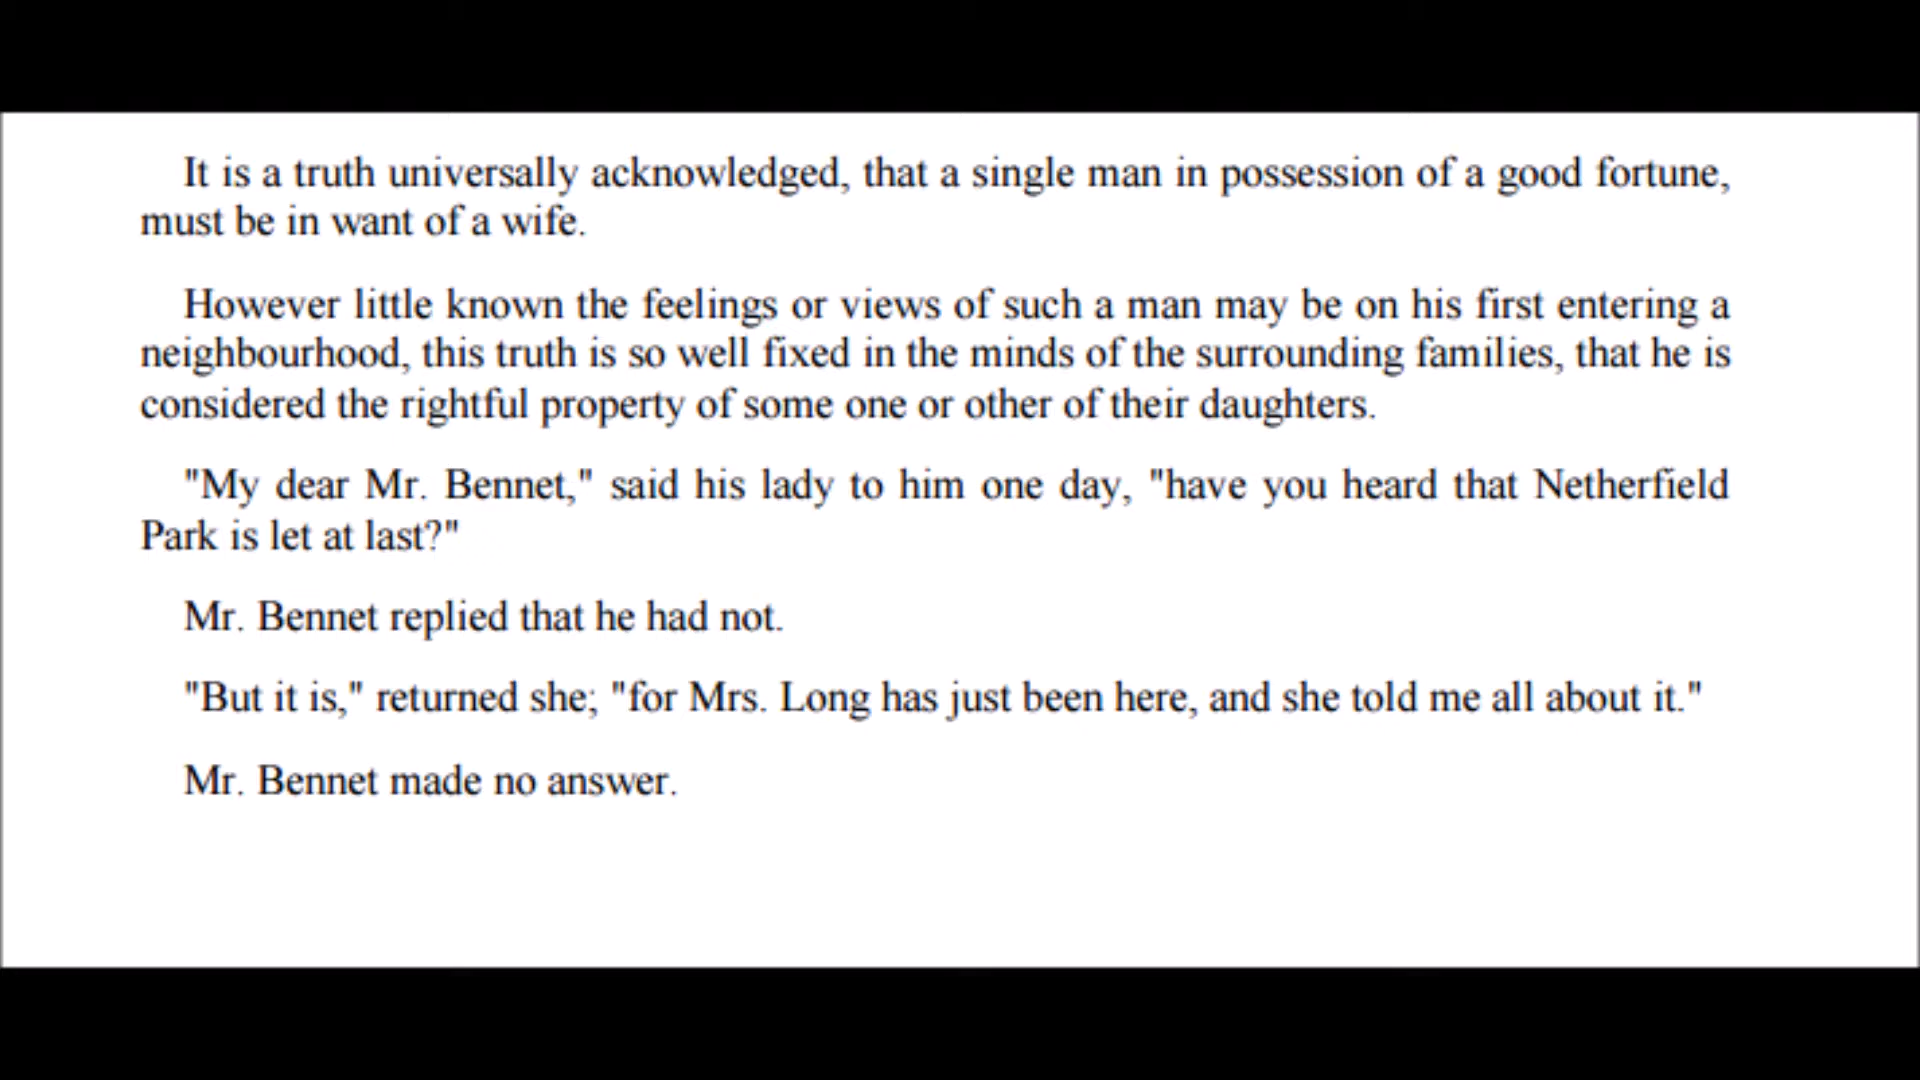 It is a truth universally acknowledged, that a single man in possession of a good fortune,
must be in want of a wife.
However little known the feelings or views of such a man may be on his first entering a
neighbourhood, this truth is so well fixed in the minds of the surrounding families, that he is
considered the rightful property of some one or other of their daughters.
"My dear Mr. Bennet," said his lady to him one day, "have you heard that Netherfield
Park is let at last?"
Mr. Bennet replied that he had not.
"But it is," returned she; "for Mrs. Long has just been here, and she told me all about it."
Mr. Bennet made no answer.